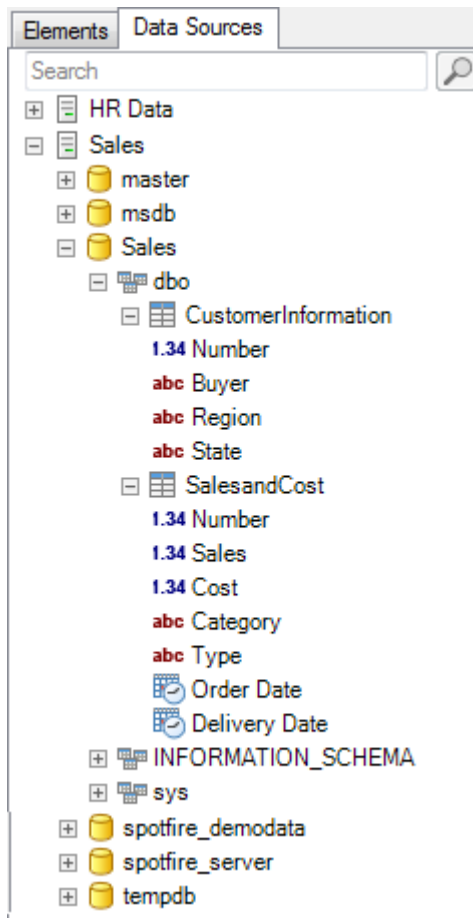 Elements Data Sources
Search
HR Data
Sales
master
msdb
Sales
dbo
CustomerInformation
1.34 Number
abc Buyer
abc Region
abc State
SalesandCost
1.34 Number
1.34 Sales
1.34 Cost
abc Category
abc Type
Order Date
Delivery Date
INFORMATION_SCHEMA
sys
spotfire_demodata
spotfire_server
tempdb